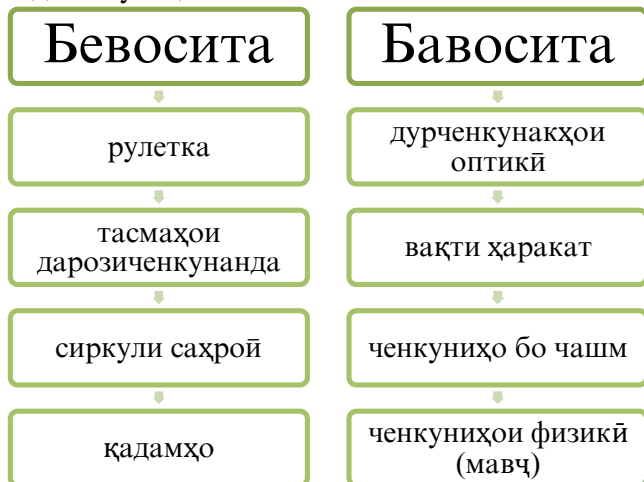 Бевосита
рулетка
тасмаҳои
дарозиченкунанда
сиркули саҳроӣ
қадамҳо
Бавосита
дурченкунакҳои
оптикӣ
вақти ҳаракат
ченкуниҳо бо чашм
ченкуниҳои физикӣ
(мавҷ)